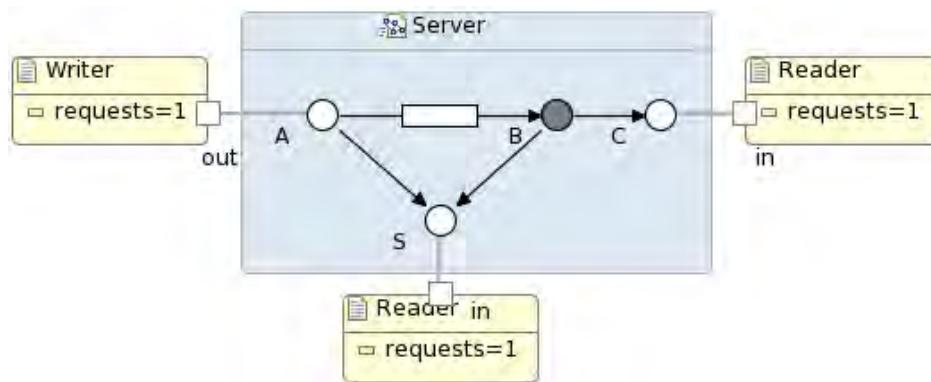 Server
Writer
requests=1
out
A
B
C
S
Reader
requests=1
in
Reader
in
requests=1